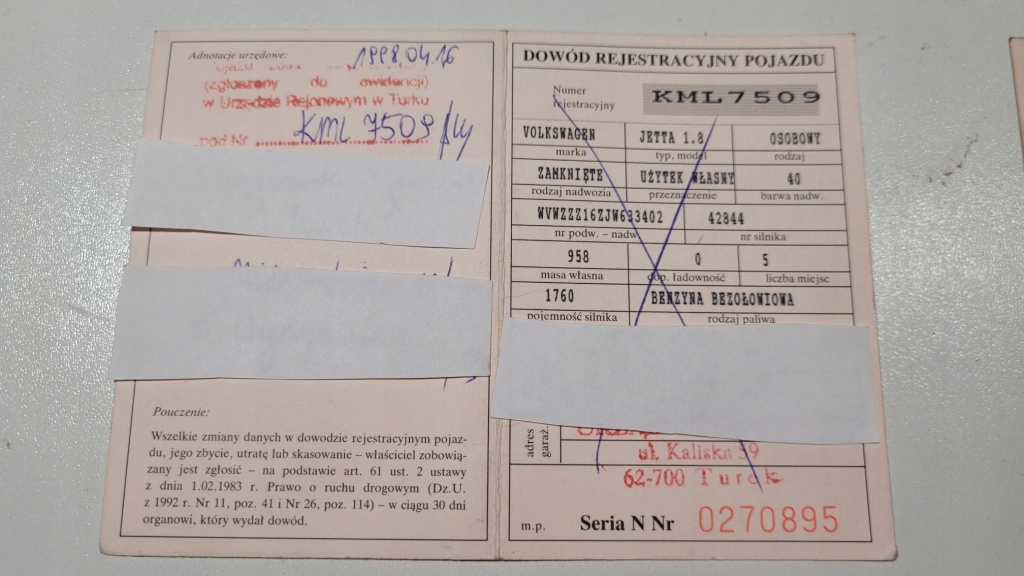 Adnotacje urzędowe:
1998.04.16
(zgłoszony do ewidencji)
w Urzędzie Rejonowym w Turku
pod Nr KML 7509
Pouczenie:
Wszelkie zmiany danych w dowodzie rejestracyjnym pojaz-
du, jego zbycie, utratę lub skasowanie – właściciel zobowią-
zany jest zgłosić – na podstawie art. 61 ust. 2 ustawy
z dnia 1.02.1983 r. Prawo o ruchu drogowym (Dz.U.
z 1992 r. Nr 11, poz. 41 i Nr 26, poz. 114) – w ciągu 30 dni
organowi, który wydał dowód.
DOWÓD REJESTRACYJNY POJAZDU
Numer
rejestracyjny
KML7509
VOLKSWAGEN JETTA 1.8 OSOBOWY
marka typ, model rodzaj
ZAMKNIĘTE UŻYTEK WŁASNY 40
rodzaj nadwozia przeznaczenie barwa nadw.
WVWZZZ16ZJW633402 42844
nr podw. – nadw. nr silnika
958 0 5
masa własna dop. ładowność liczba miejsc
1760 BENZYNA BEZOŁOWIOWA
pojemność silnika rodzaj paliwa
adres
garaż.
ul. Kaliska 59
62-700 Turek
m.p. Seria N Nr 0270895